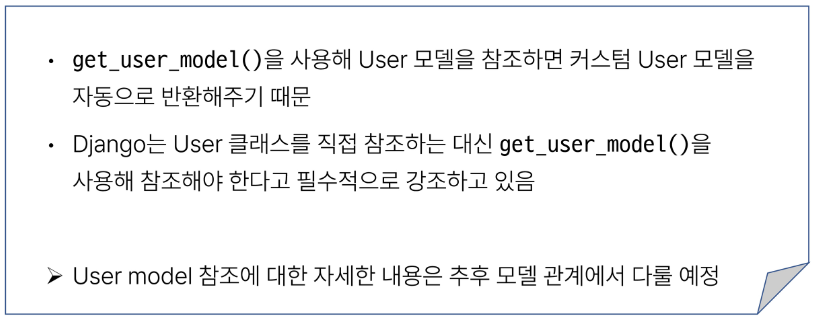 • get_user_model()을 사용해 User 모델을 참조하면 커스텀 User 모델을
자동으로 반환해주기 때문
• Django는 User 클래스를 직접 참조하는 대신 get_user_model()을
사용해 참조해야 한다고 필수적으로 강조하고 있음
➢ User model 참조에 대한 자세한 내용은 추후 모델 관계에서 다룰 예정